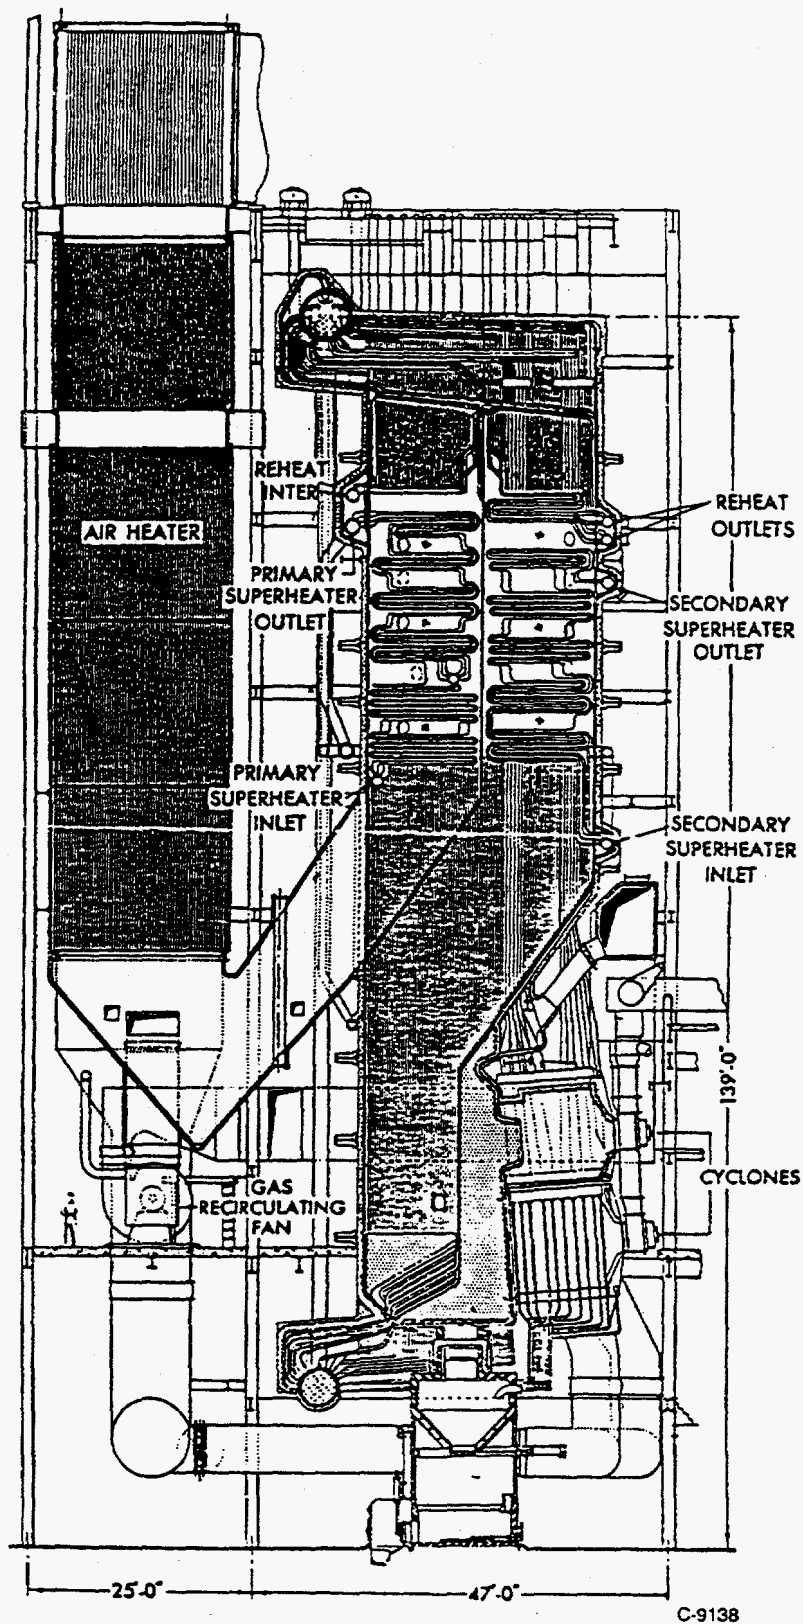 REHEAT
INTER
AIR HEATER
REHEAT
OUTLETS
PRIMARY
SUPERHEATER
OUTLET
SECONDARY
SUPERHEATER
OUTLET
PRIMARY
SUPERHEATER
INLET
SECONDARY
SUPERHEATER
INLET
139'-0"
CYCLONES
GAS
RECIRCULATING
FAN
25'-0"
47'-0"
C-9138